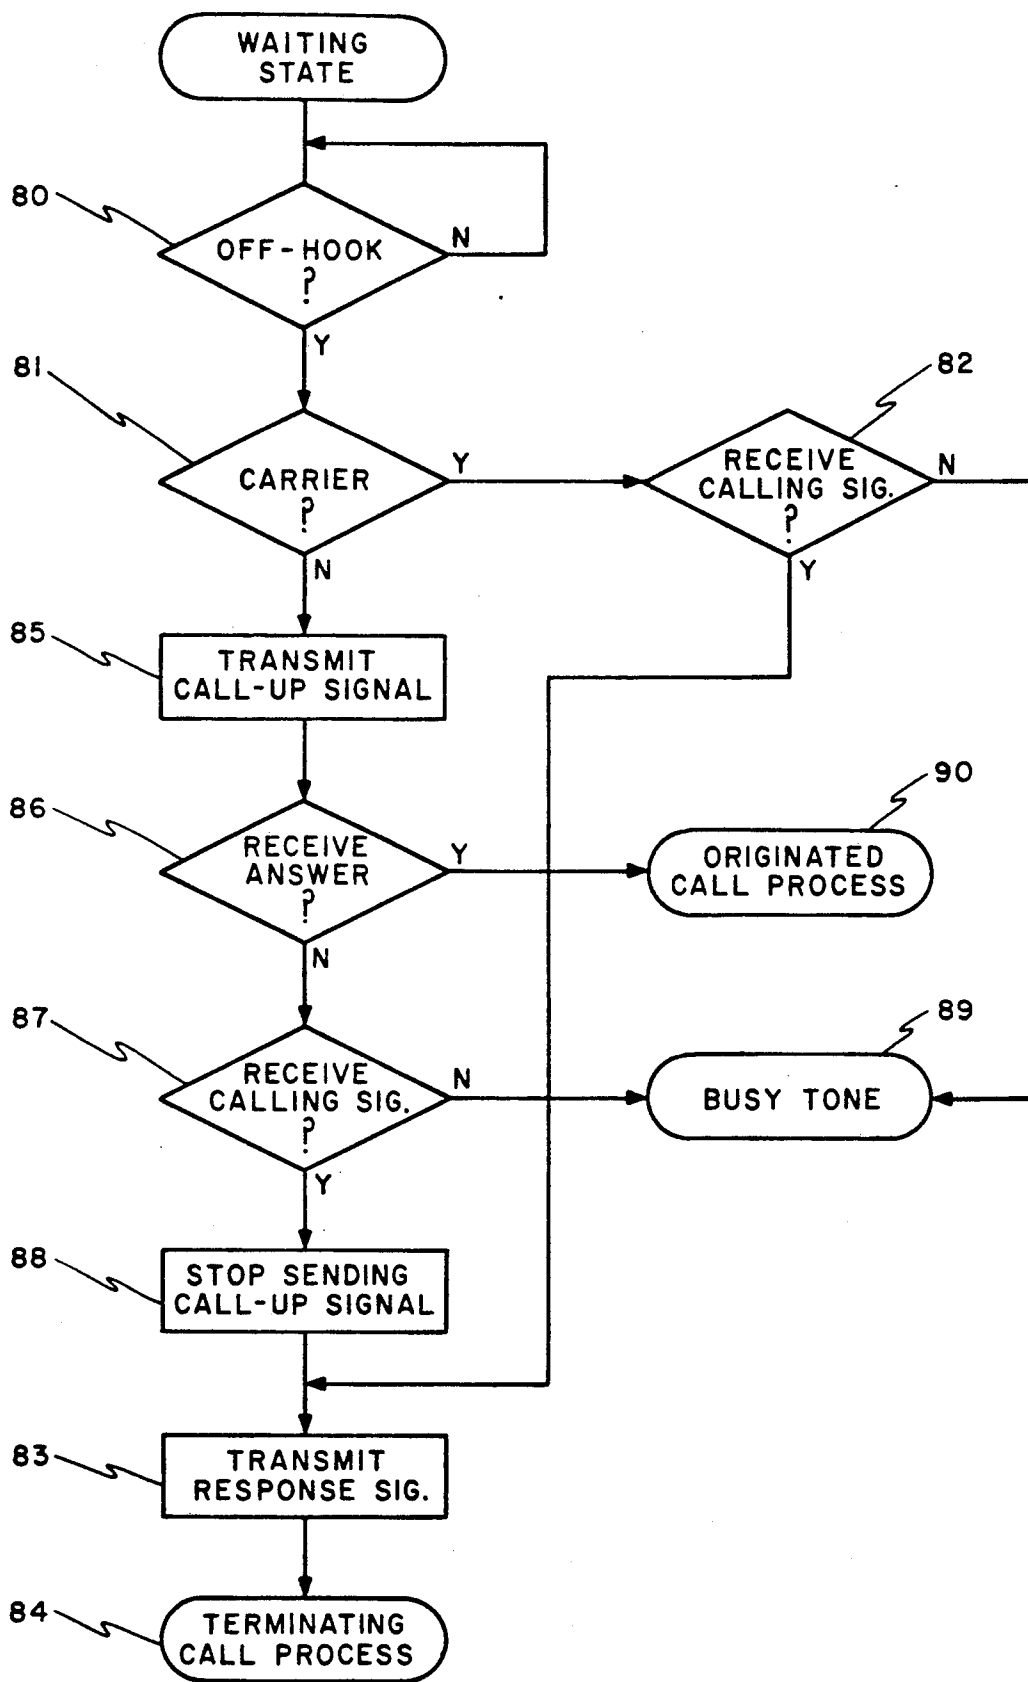 WAITING
STATE
80
OFF-HOOK
?
N
Y
81
CARRIER
?
Y
N
82
RECEIVE
CALLING SIG.
?
N
Y
85
TRANSMIT
CALL-UP SIGNAL
86
RECEIVE
ANSWER
?
Y
N
90
ORIGINATED
CALL PROCESS
87
RECEIVE
CALLING SIG.
?
N
Y
89
BUSY TONE
88
STOP SENDING
CALL-UP SIGNAL
83
TRANSMIT
RESPONSE SIG.
84
TERMINATING
CALL PROCESS